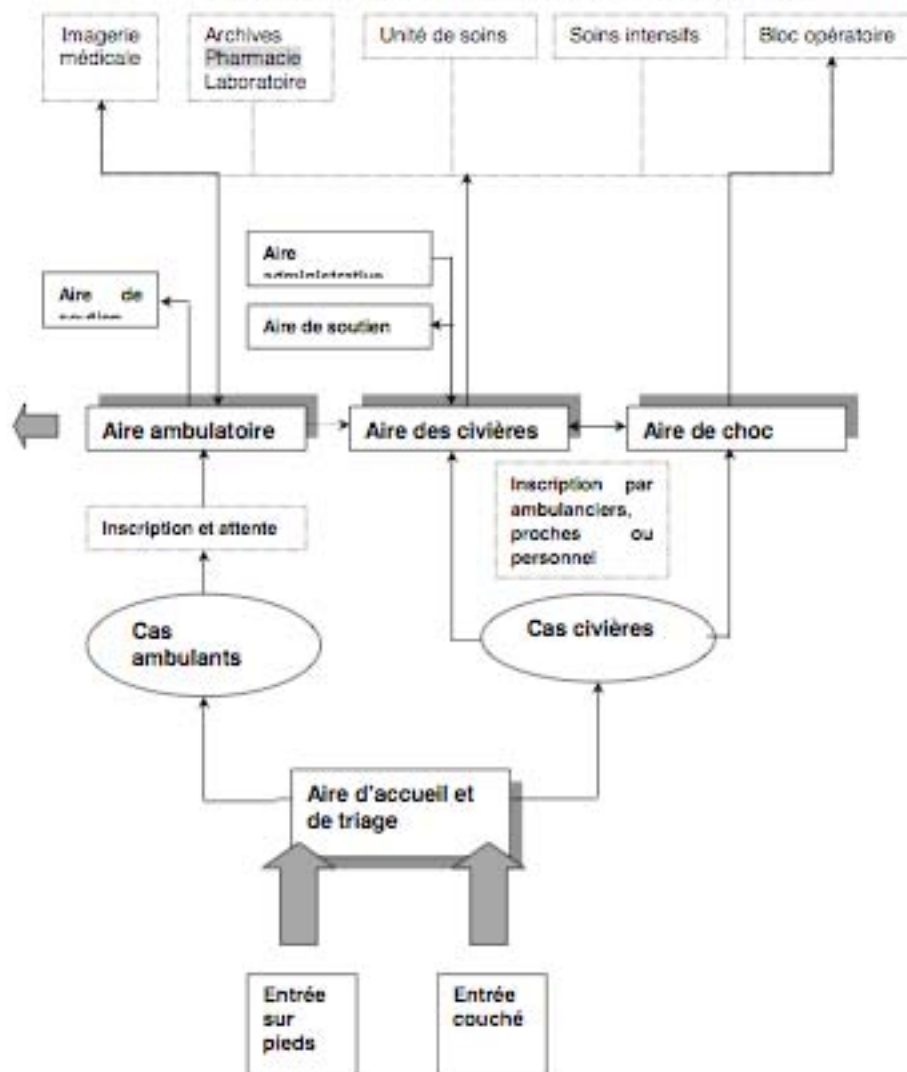 Imagerie
médicale
Archives
Pharmacie
Laboratoire
Unité de soins
Soins intensifs
Bloc opératoire
Aire
administrative
Aire de
soutien
Aire de soutien
Aire ambulatoire
Aire des civières
Aire de choc
Inscription et attente
Inscription par
ambulanciers,
proches ou
personnel
Cas
ambulants
Cas civières
Aire d'accueil et
de triage
Entrée
sur
pieds
Entrée
couché